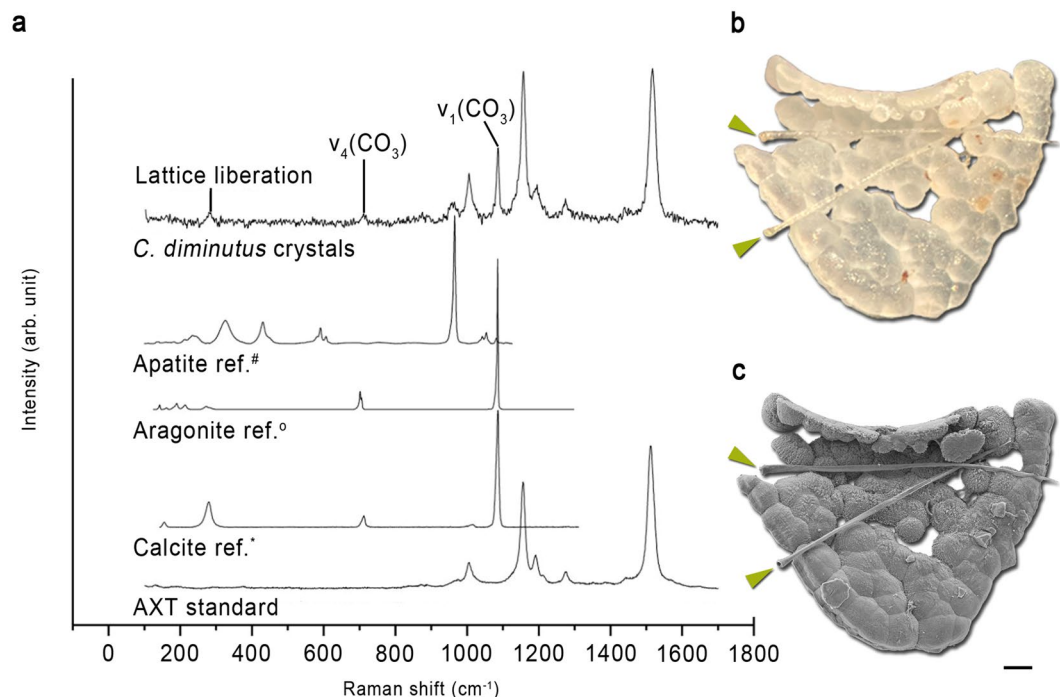 a
b
v₁(CO₃)
v₄(CO₃)
Lattice liberation
C. diminutus crystals
Apatite ref.#
Aragonite ref.o
Calcite ref.*
AXT standard
Intensity (arb. unit)
0 200 400 600 800 1000 1200 1400 1600 1800
Raman shift (cm⁻¹)
c